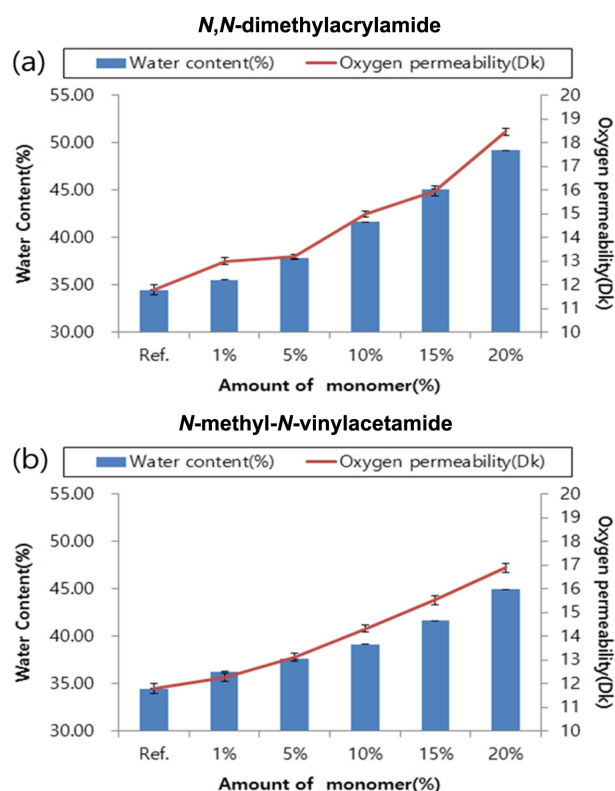 N,N-dimethylacrylamide
(a)
Water content(%) Oxygen permeability(Dk)
55.00
50.00
45.00
40.00
35.00
30.00
Water Content(%)
20
19
18
17
16
15
14
13
12
11
10
Oxygen permeability(Dk)
Ref. 1% 5% 10% 15% 20%
Amount of monomer(%)
N-methyl-N-vinylacetamide
(b)
Water content(%) Oxygen permeability(Dk)
55.00
50.00
45.00
40.00
35.00
30.00
Water Content(%)
20
19
18
17
16
15
14
13
12
11
10
Oxygen permeability(Dk)
Ref. 1% 5% 10% 15% 20%
Amount of monomer(%)